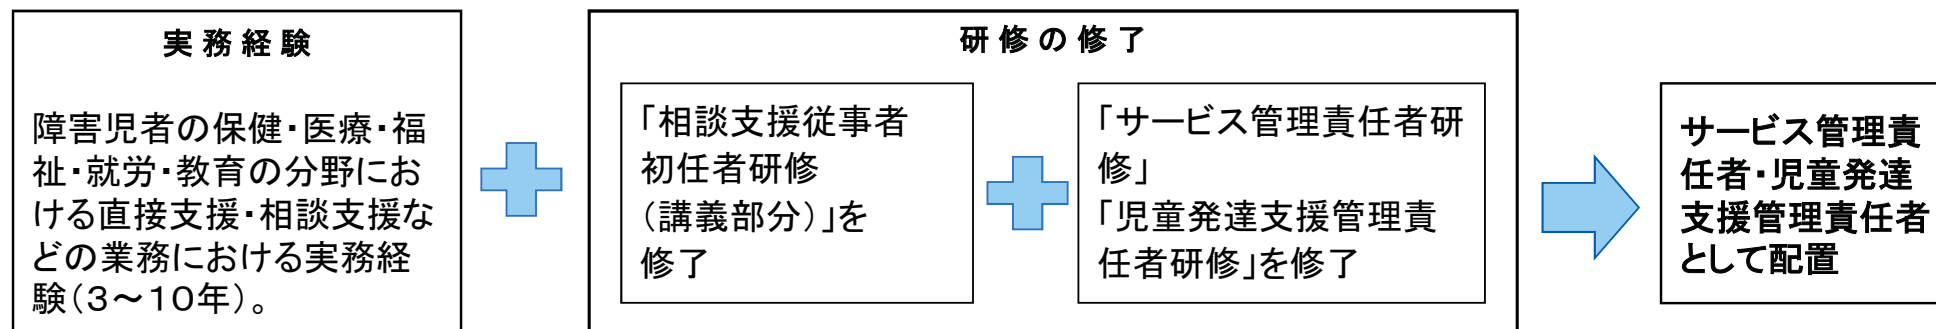 実務経験
障害児者の保健・医療・福
祉・就労・教育の分野にお
ける直接支援・相談支援な
どの業務における実務経
験（３～１０年）。
研修の修了
「相談支援従事者
初任者研修
（講義部分）」を
修了
「サービス管理責任者研
修」
「児童発達支援管理責
任者研修」を修了
サービス管理責
任者・児童発達
支援管理責任者
として配置